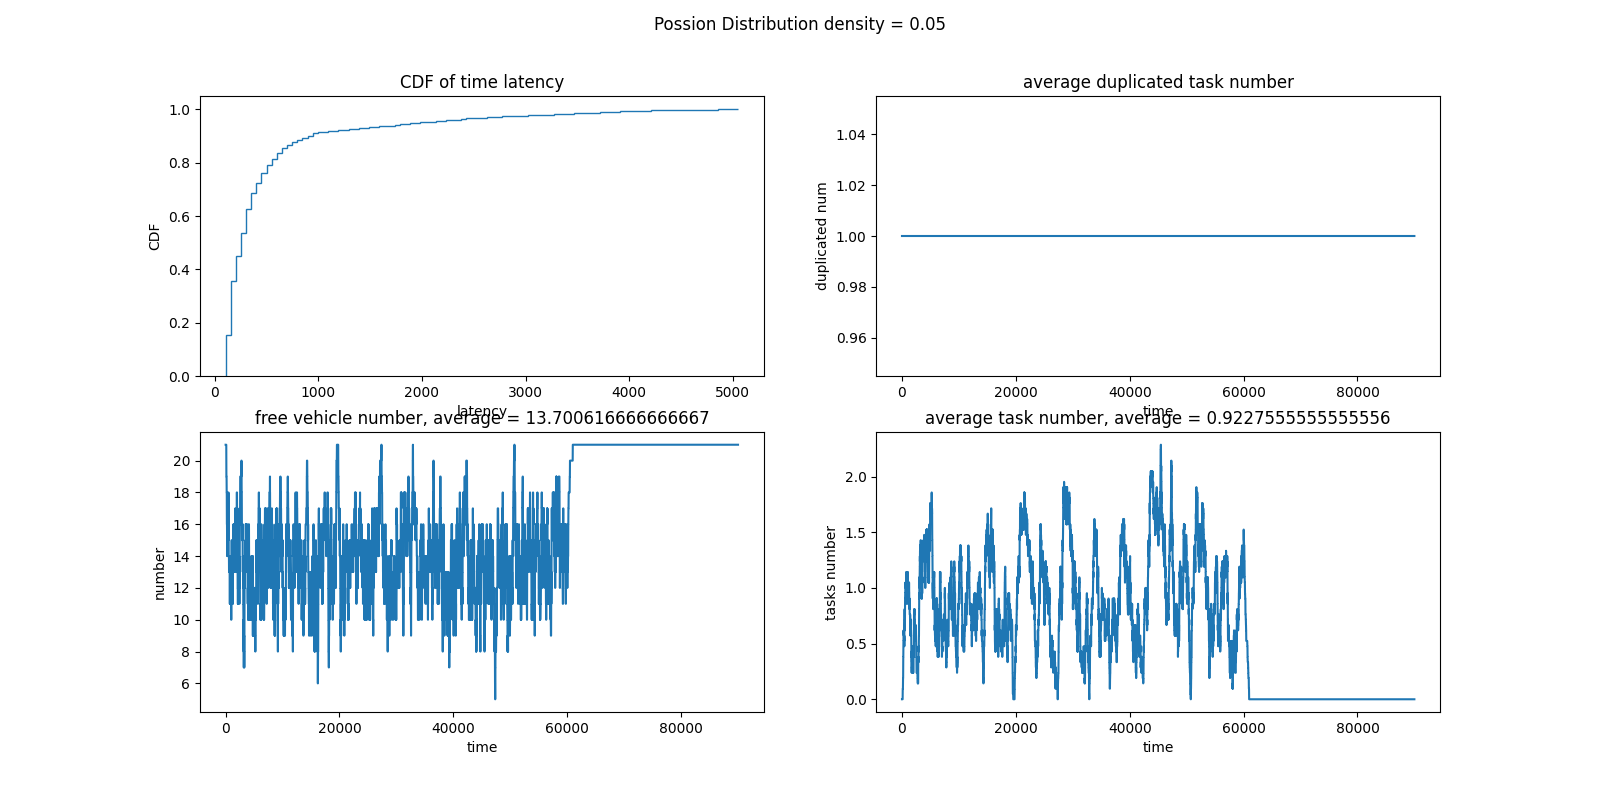 Possion Distribution density = 0.05
CDF of time latency
1.0
0.8
0.6
0.4
0.2
0.0
CDF
0 1000 2000 3000 4000 5000
latency
average duplicated task number
1.04
1.02
1.00
0.98
0.96
duplicated num
0 20000 40000 60000 80000
time
free vehicle number, average = 13.700616666666667
20
18
16
14
12
10
8
6
number
0 20000 40000 60000 80000
time
average task number, average = 0.9227555555555556
2.0
1.5
1.0
0.5
0.0
tasks number
0 20000 40000 60000 80000
time